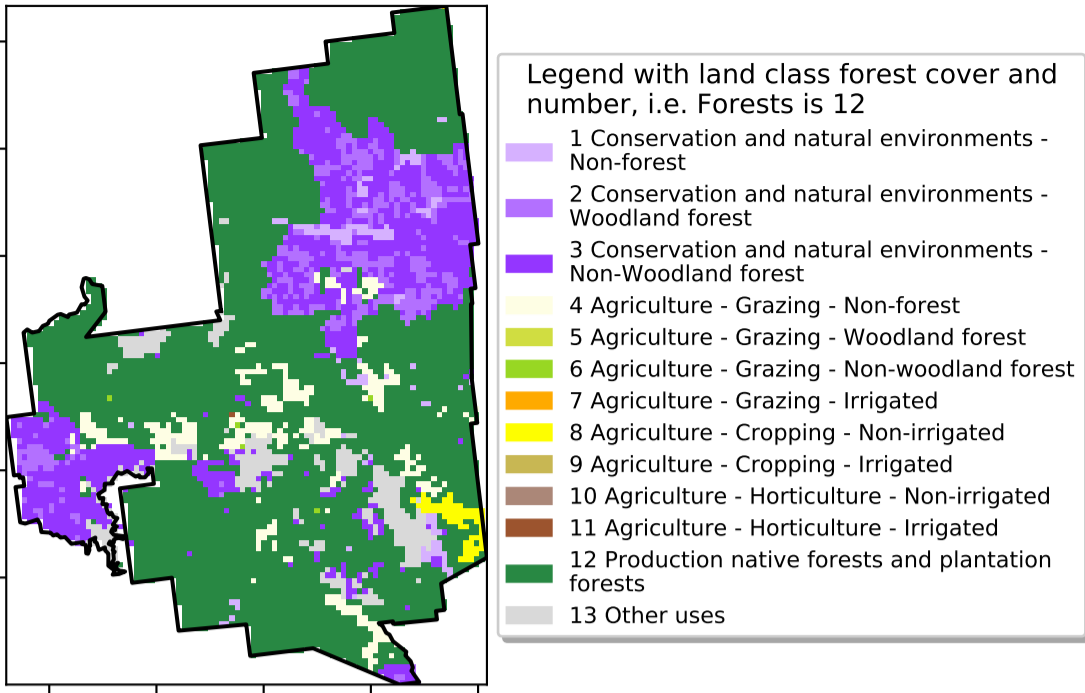 Legend with land class forest cover and
number, i.e. Forests is 12
1 Conservation and natural environments -
Non-forest
2 Conservation and natural environments -
Woodland forest
3 Conservation and natural environments -
Non-Woodland forest
4 Agriculture - Grazing - Non-forest
5 Agriculture - Grazing - Woodland forest
6 Agriculture - Grazing - Non-woodland forest
7 Agriculture - Grazing - Irrigated
8 Agriculture - Cropping - Non-irrigated
9 Agriculture - Cropping - Irrigated
10 Agriculture - Horticulture - Non-irrigated
11 Agriculture - Horticulture - Irrigated
12 Production native forests and plantation
forests
13 Other uses